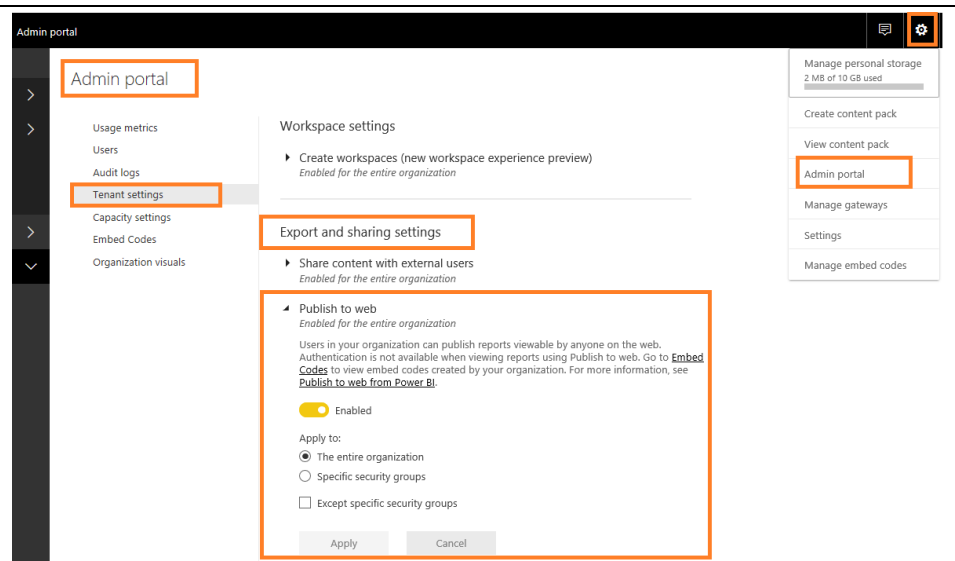 Admin portal
Admin portal
Usage metrics
Users
Audit logs
Tenant settings
Capacity settings
Embed Codes
Organization visuals
Workspace settings
Create workspaces (new workspace experience preview)
Enabled for the entire organization
Export and sharing settings
Share content with external users
Enabled for the entire organization
Publish to web
Enabled for the entire organization
Users in your organization can publish reports viewable by anyone on the web.
Authentication is not available when viewing reports using Publish to web. Go to Embed
Codes to view embed codes created by your organization. For more information, see
Publish to web from Power BI.
Enabled
Apply to:
The entire organization
Specific security groups
Except specific security groups
Apply
Cancel
Manage personal storage
2 MB of 10 GB used
Create content pack
View content pack
Admin portal
Manage gateways
Settings
Manage embed codes